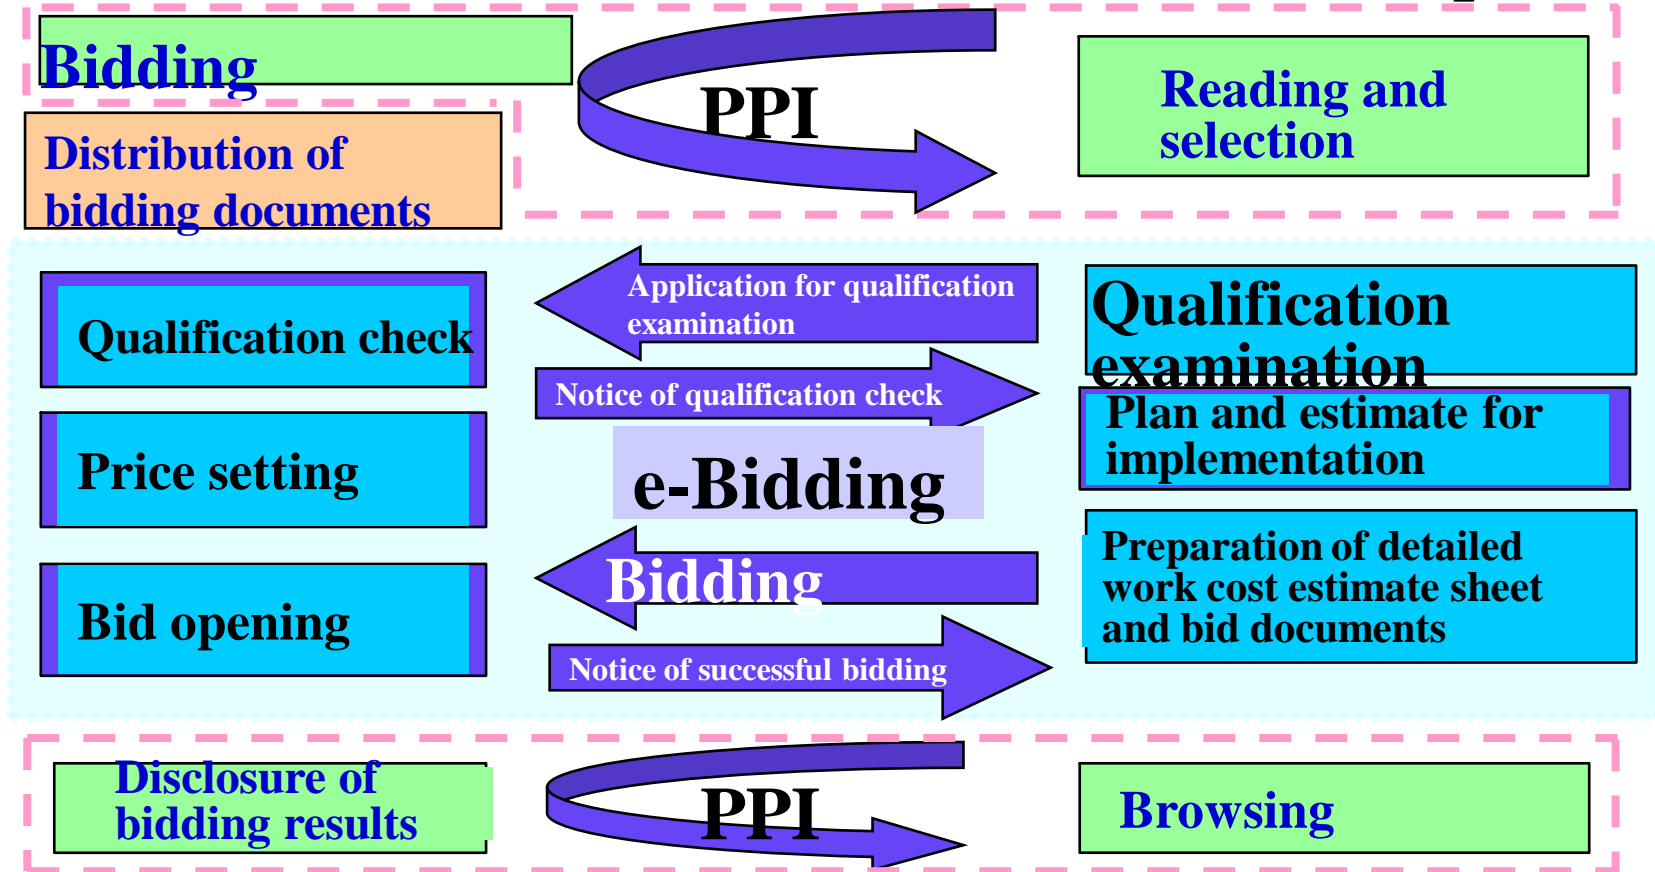 Bidding
PPI
Reading and
selection
Distribution of
bidding documents
Application for qualification
examination
Qualification
examination
Qualification check
Notice of qualification check
Plan and estimate for
implementation
Price setting
e-Bidding
Preparation of detailed
work cost estimate sheet
and bid documents
Bidding
Bid opening
Notice of successful bidding
Disclosure of
bidding results
PPI
Browsing